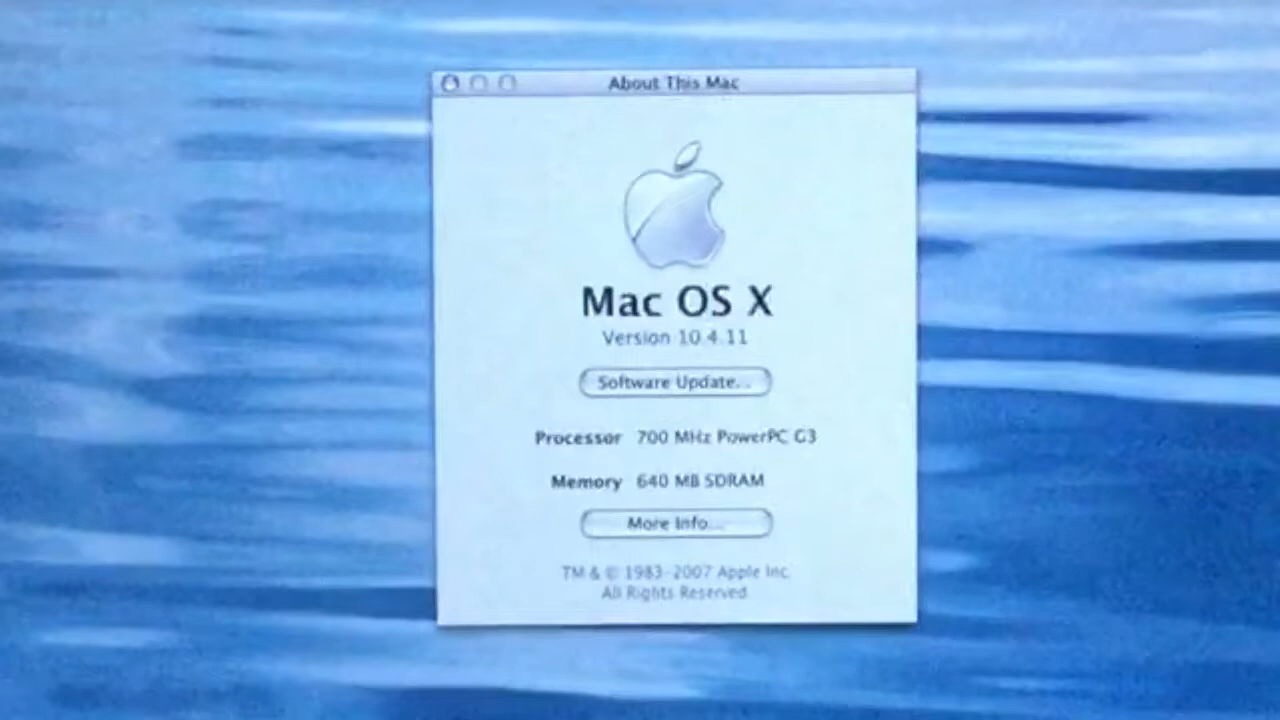 About This Mac
Mac OS X
Version 10.4.11
Software Update...
Processor 700 MHz PowerPC G3
Memory 640 MB SDRAM
More Info...
TM & © 1983-2007 Apple Inc.
All Rights Reserved.